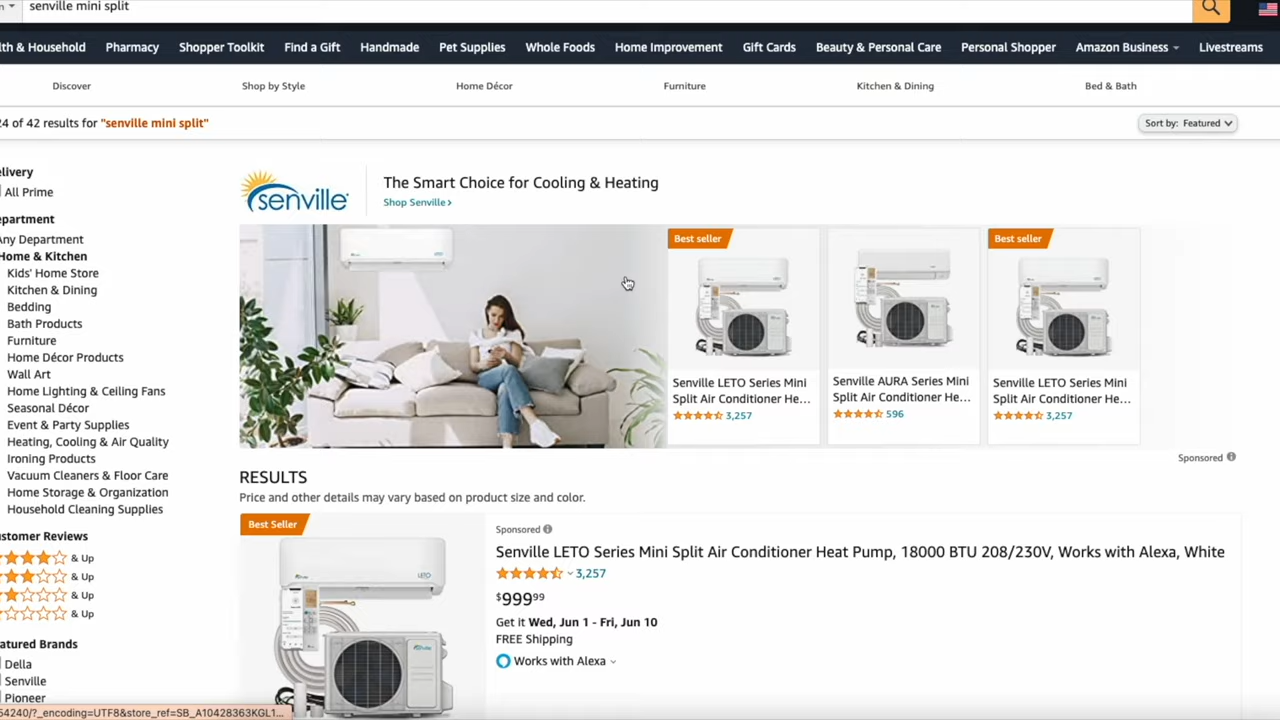 senville mini split
lth & Household Pharmacy Shopper Toolkit Find a Gift Handmade Pet Supplies Whole Foods Home Improvement Gift Cards Beauty & Personal Care Personal Shopper Amazon Business Livestreams
Discover Shop by Style Home Décor Furniture Kitchen & Dining Bed & Bath
24 of 42 results for "senville mini split"
Sort by: Featured
elivery
All Prime
epartment
Any Department
Home & Kitchen
Kids' Home Store
Kitchen & Dining
Bedding
Bath Products
Furniture
Home Décor Products
Wall Art
Home Lighting & Ceiling Fans
Seasonal Décor
Event & Party Supplies
Heating, Cooling & Air Quality
Ironing Products
Vacuum Cleaners & Floor Care
Home Storage & Organization
Household Cleaning Supplies
ustomer Reviews
& Up
& Up
& Up
& Up
atured Brands
Della
Senville
Pioneer
54240/?_encoding=UTF8&store_ref=SB_A10428363KGL1...
senville
The Smart Choice for Cooling & Heating
Shop Senville ›
Best seller
Senville LETO Series Mini
Split Air Conditioner He...
3,257
Senville AURA Series Mini
Split Air Conditioner He...
596
Best seller
Senville LETO Series Mini
Split Air Conditioner He...
3,257
Sponsored
RESULTS
Price and other details may vary based on product size and color.
Best Seller
LETO
Sponsored
Senville LETO Series Mini Split Air Conditioner Heat Pump, 18000 BTU 208/230V, Works with Alexa, White
3,257
$99999
Get it Wed, Jun 1 - Fri, Jun 10
FREE Shipping
Works with Alexa